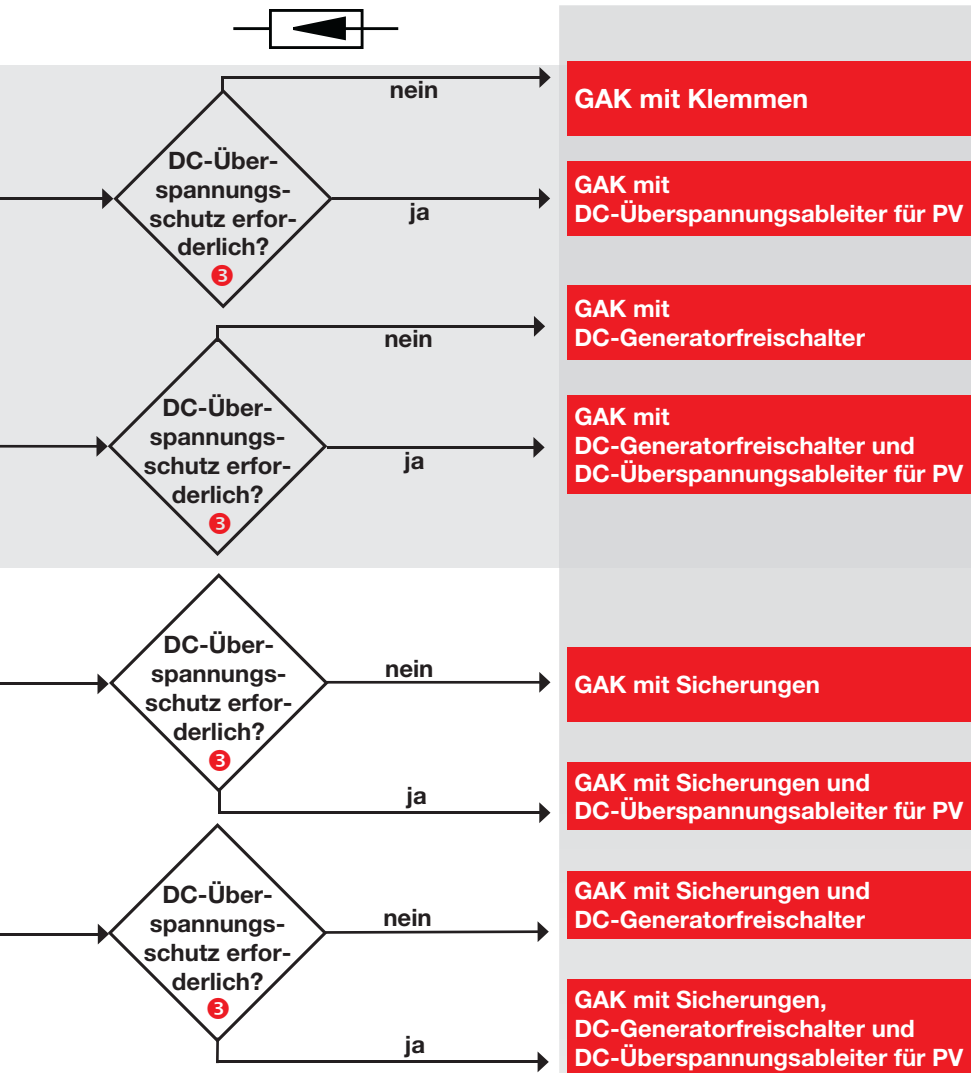 nein
GAK mit Klemmen
DC-Über-
spannungs-
schutz erfor-
derlich?
3
ja
GAK mit
DC-Überspannungsableiter für PV
nein
GAK mit
DC-Generatorfreischalter
DC-Über-
spannungs-
schutz erfor-
derlich?
3
ja
GAK mit
DC-Generatorfreischalter und
DC-Überspannungsableiter für PV
DC-Über-
spannungs-
schutz erfor-
derlich?
3
nein
GAK mit Sicherungen
ja
GAK mit Sicherungen und
DC-Überspannungsableiter für PV
DC-Über-
spannungs-
schutz erfor-
derlich?
3
nein
GAK mit Sicherungen und
DC-Generatorfreischalter
ja
GAK mit Sicherungen,
DC-Generatorfreischalter und
DC-Überspannungsableiter für PV